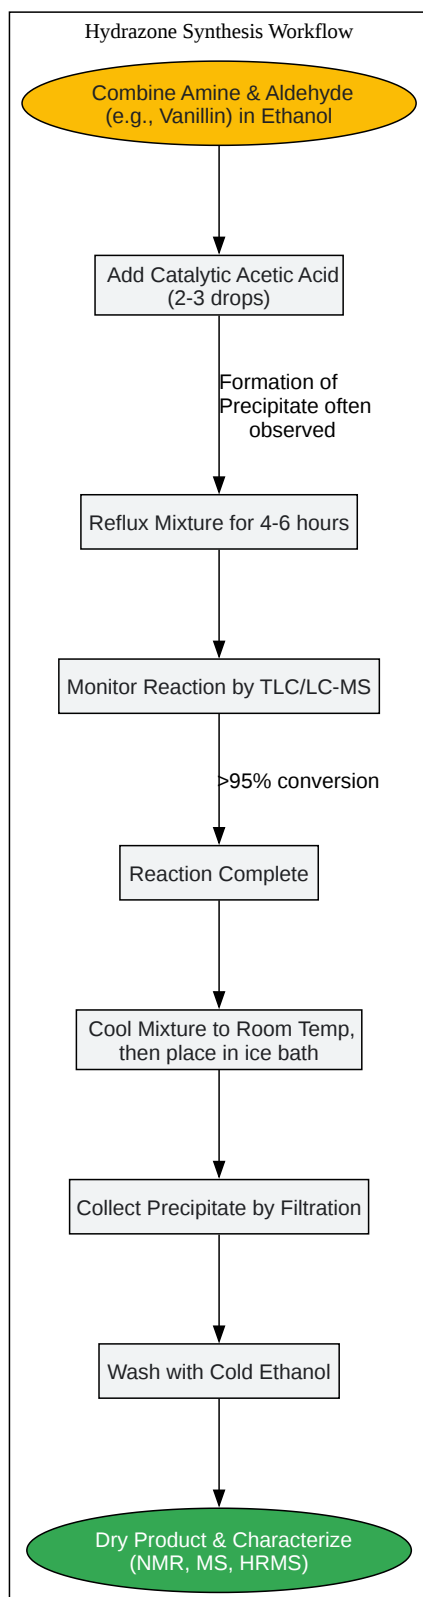 Hydrazone Synthesis Workflow
Combine Amine & Aldehyde
(e.g., Vanillin) in Ethanol
Add Catalytic Acetic Acid
(2-3 drops)
Formation of
Precipitate often
observed
Reflux Mixture for 4-6 hours
Monitor Reaction by TLC/LC-MS
>95% conversion
Reaction Complete
Cool Mixture to Room Temp,
then place in ice bath
Collect Precipitate by Filtration
Wash with Cold Ethanol
Dry Product & Characterize
(NMR, MS, HRMS)